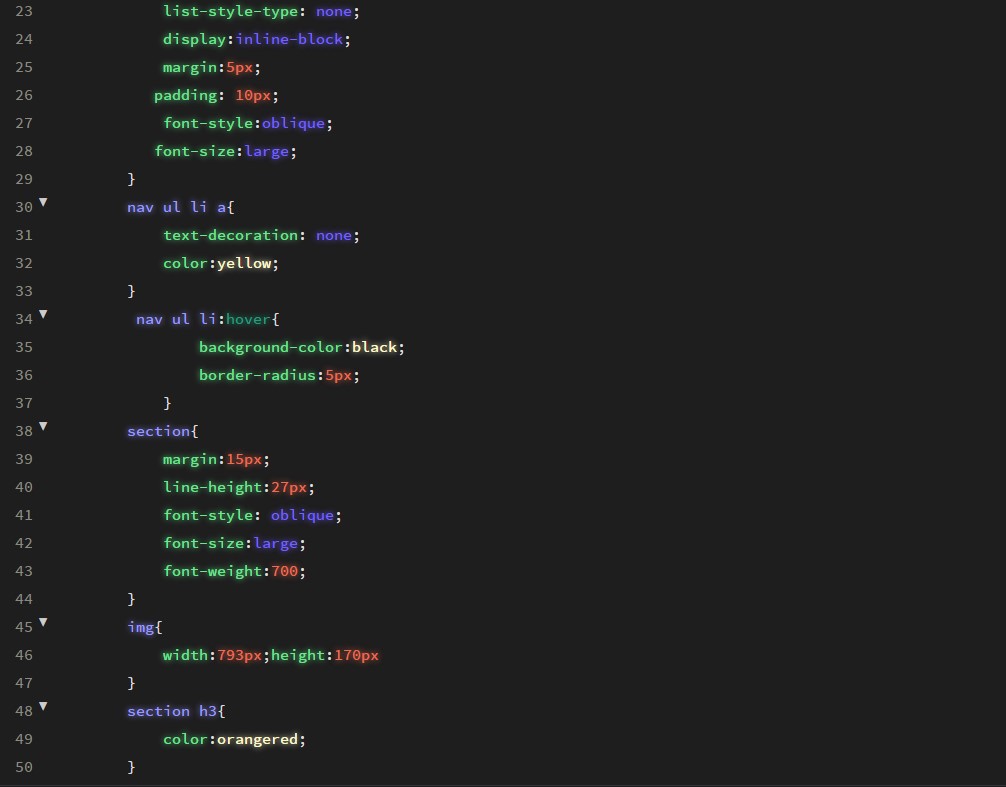 23 list-style-type: none;
24 display:inline-block;
25 margin:5px;
26 padding: 10px;
27 font-style:oblique;
28 font-size:large;
29 }
30 nav ul li a{
31 text-decoration: none;
32 color:yellow;
33 }
34 nav ul li:hover{
35 background-color:black;
36 border-radius:5px;
37 }
38 section{
39 margin:15px;
40 line-height:27px;
41 font-style: oblique;
42 font-size:large;
43 font-weight:700;
44 }
45 img{
46 width:793px;height:170px
47 }
48 section h3{
49 color:orangered;
50 }